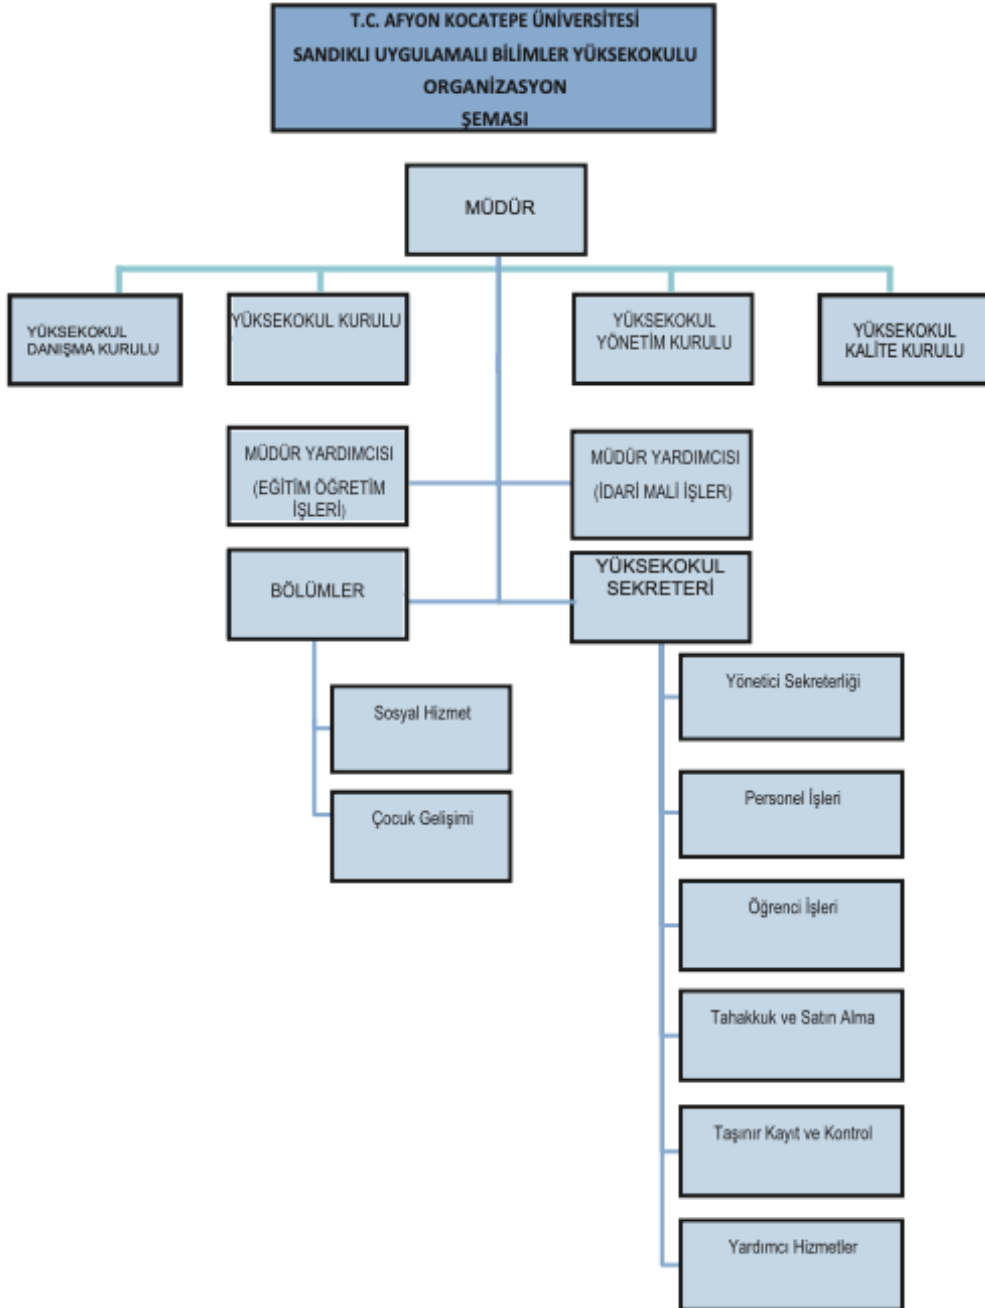 T.C. AFYON KOCATEPE ÜNİVERSİTESİ
SANDIKLI UYGULAMALI BİLİMLER YÜKSEKOKULU
ORGANİZASYON
ŞEMASI
MÜDÜR
YÜKSEKOKUL
DANIŞMA KURULU
YÜKSEKOKUL KURULU
YÜKSEKOKUL
YÖNETİM KURULU
YÜKSEKOKUL
KALİTE KURULU
MÜDÜR YARDIMCISI
(EĞİTİM ÖĞRETİM
İŞLERİ)
MÜDÜR YARDIMCISI
(İDARİ MALİ İŞLER)
BÖLÜMLER
YÜKSEKOKUL
SEKRETERİ
Sosyal Hizmet
Çocuk Gelişimi
Yönetici Sekreterliği
Personel İşleri
Öğrenci İşleri
Tahakkuk ve Satın Alma
Taşınır Kayıt ve Kontrol
Yardımcı Hizmetler